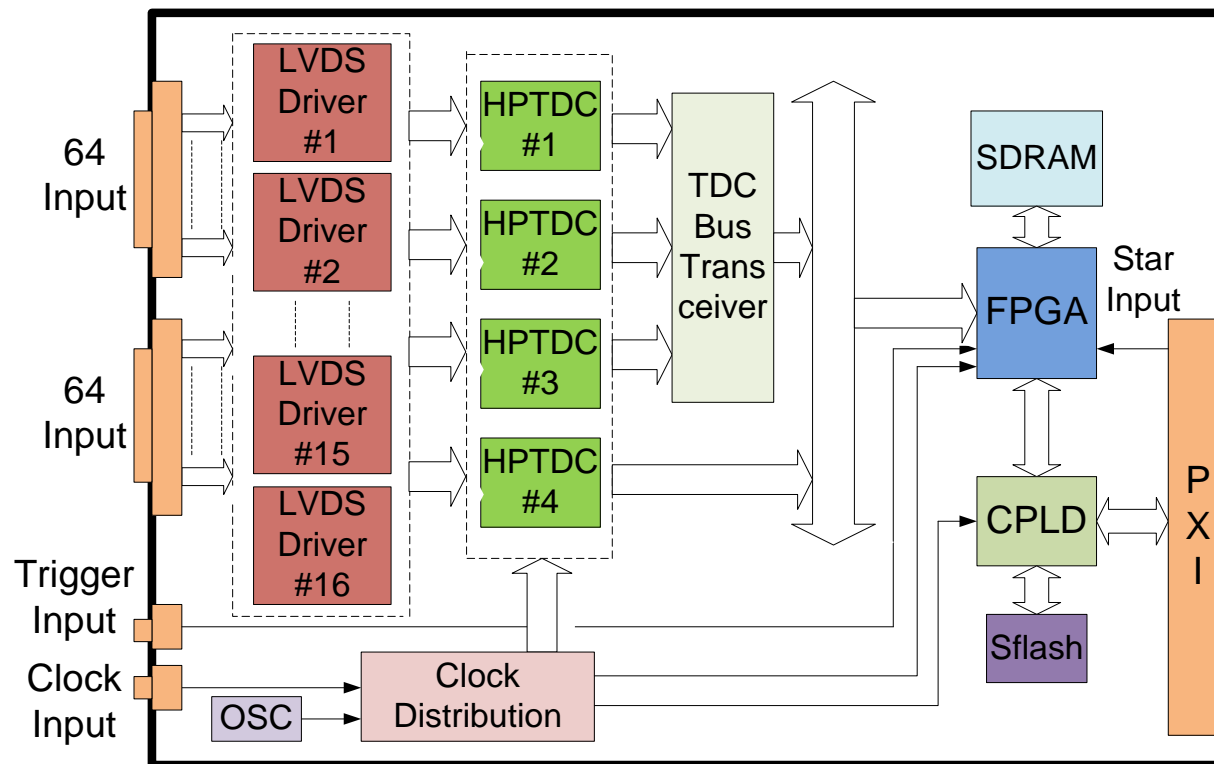 64
Input
64
Input
Trigger
Input
Clock
Input
LVDS
Driver
#1
LVDS
Driver
#2
LVDS
Driver
#15
LVDS
Driver
#16
OSC
Clock
Distribution
HPTDC
#1
HPTDC
#2
HPTDC
#3
HPTDC
#4
TDC
Bus
Trans
ceiver
SDRAM
FPGA
Star
Input
CPLD
Sflash
P
X
I